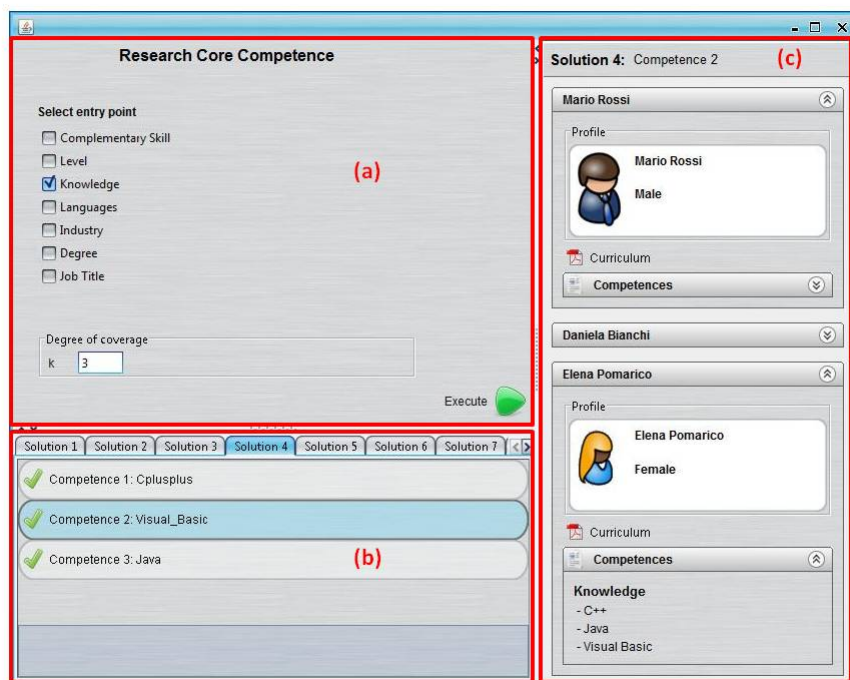 Research Core Competence
(a)
Select entry point
Complementary Skill
Level
Knowledge
Languages
Industry
Degree
Job Title
Degree of coverage
k 3
Execute
Solution 1 Solution 2 Solution 3 Solution 4 Solution 5 Solution 6 Solution 7
Competence 1: Cplusplus
Competence 2: Visual_Basic
Competence 3: Java
(b)
Solution 4: Competence 2 (c)
Mario Rossi
Profile
Mario Rossi
Male
Curriculum
Competences
Daniela Bianchi
Elena Pomarico
Profile
Elena Pomarico
Female
Curriculum
Competences
Knowledge
- C++
- Java
- Visual Basic